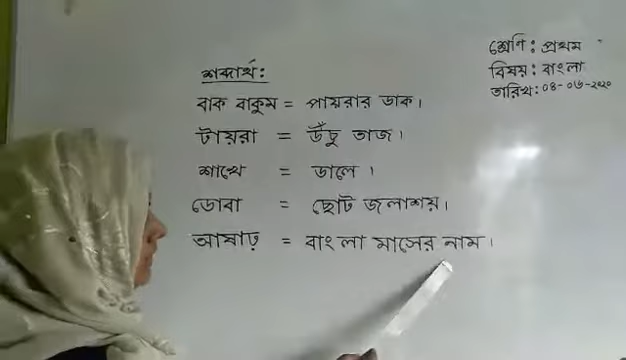 শ্রেণি: প্রথম
বিষয়: বাংলা
তারিখ: ০৪-০৬-২০২০
শব্দার্থ:
বাক বাকুম = পায়রার ডাক।
টায়রা = উঁচু তাজ।
শাখে = ডালে।
ডোবা = ছোট জলাশয়।
আষাঢ় = বাংলা মাসের নাম।